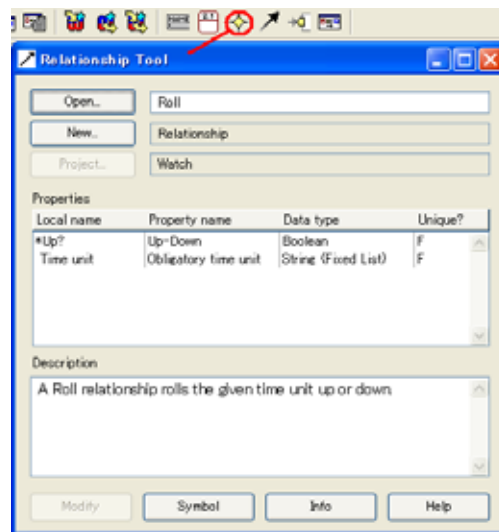 Relationship Tool
Open... Roll
New... Relationship
Project... Watch
Properties
Local name Property name Data type Unique?
*Up? Up-Down Boolean F
Time unit Obligatory time unit String (Fixed List) F
Description
A Roll relationship rolls the given time unit up or down.
Modify Symbol Info Help